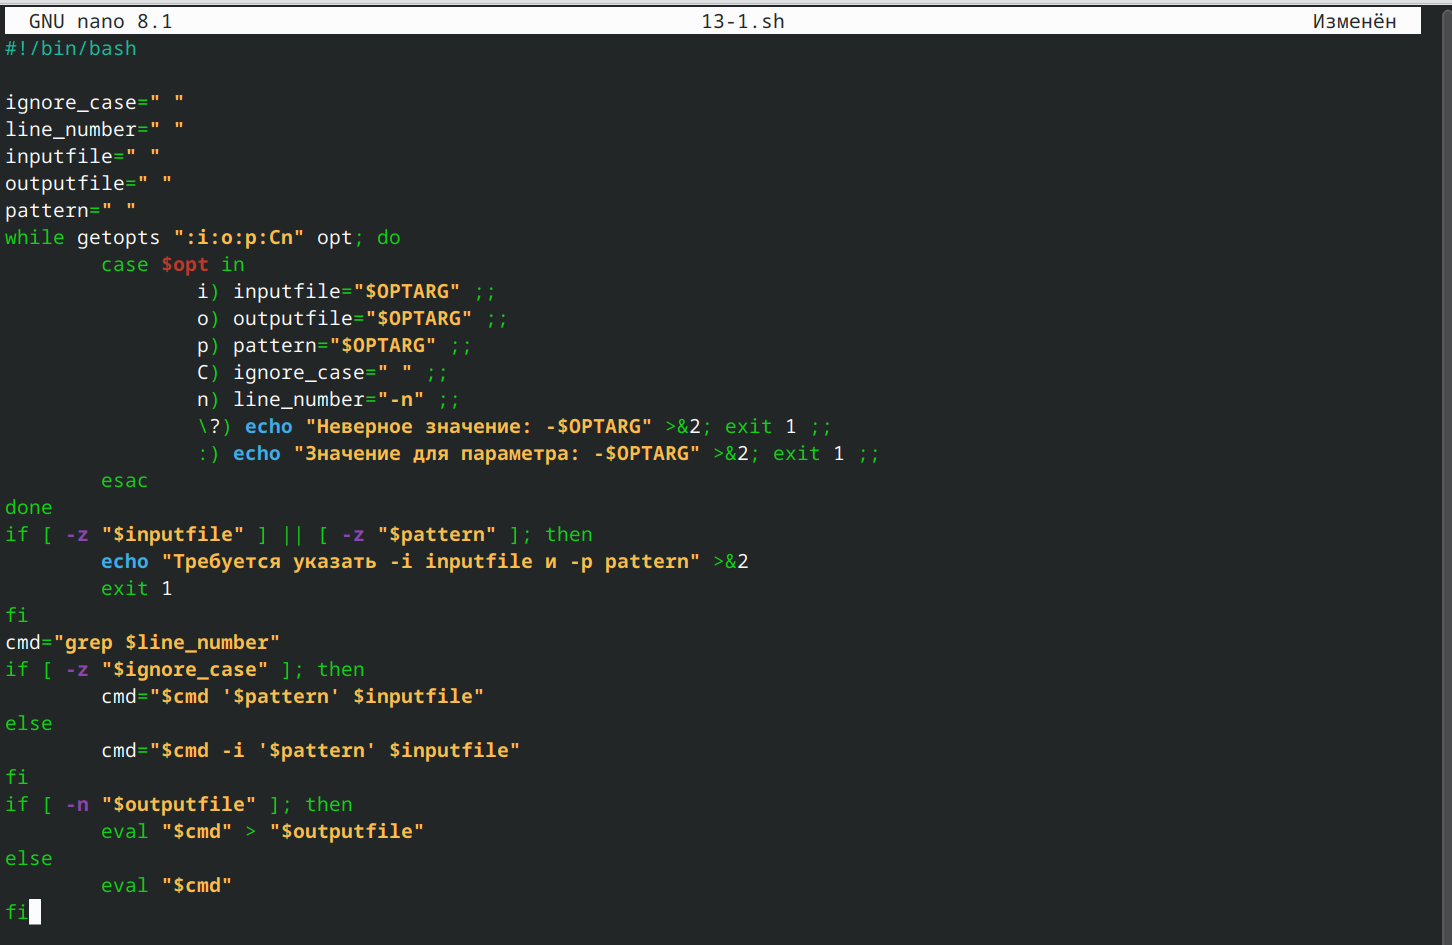 GNU nano 8.1 13-1.sh Изменён
#!/bin/bash
ignore_case=" "
line_number=" "
inputfile=" "
outputfile=" "
pattern=" "
while getopts ":i:o:p:Cn" opt; do
        case $opt in
                i) inputfile="$OPTARG" ;;
                o) outputfile="$OPTARG" ;;
                p) pattern="$OPTARG" ;;
                C) ignore_case=" " ;;
                n) line_number="-n" ;;
                \?) echo "Неверное значение: -$OPTARG" >&2; exit 1 ;;
                :) echo "Значение для параметра: -$OPTARG" >&2; exit 1 ;;
        esac
done
if [ -z "$inputfile" ] || [ -z "$pattern" ]; then
        echo "Требуется указать -i inputfile и -p pattern" >&2
        exit 1
fi
cmd="grep $line_number"
if [ -z "$ignore_case" ]; then
        cmd="$cmd '$pattern' $inputfile"
else
        cmd="$cmd -i '$pattern' $inputfile"
fi
if [ -n "$outputfile" ]; then
        eval "$cmd" > "$outputfile"
else
        eval "$cmd"
fi